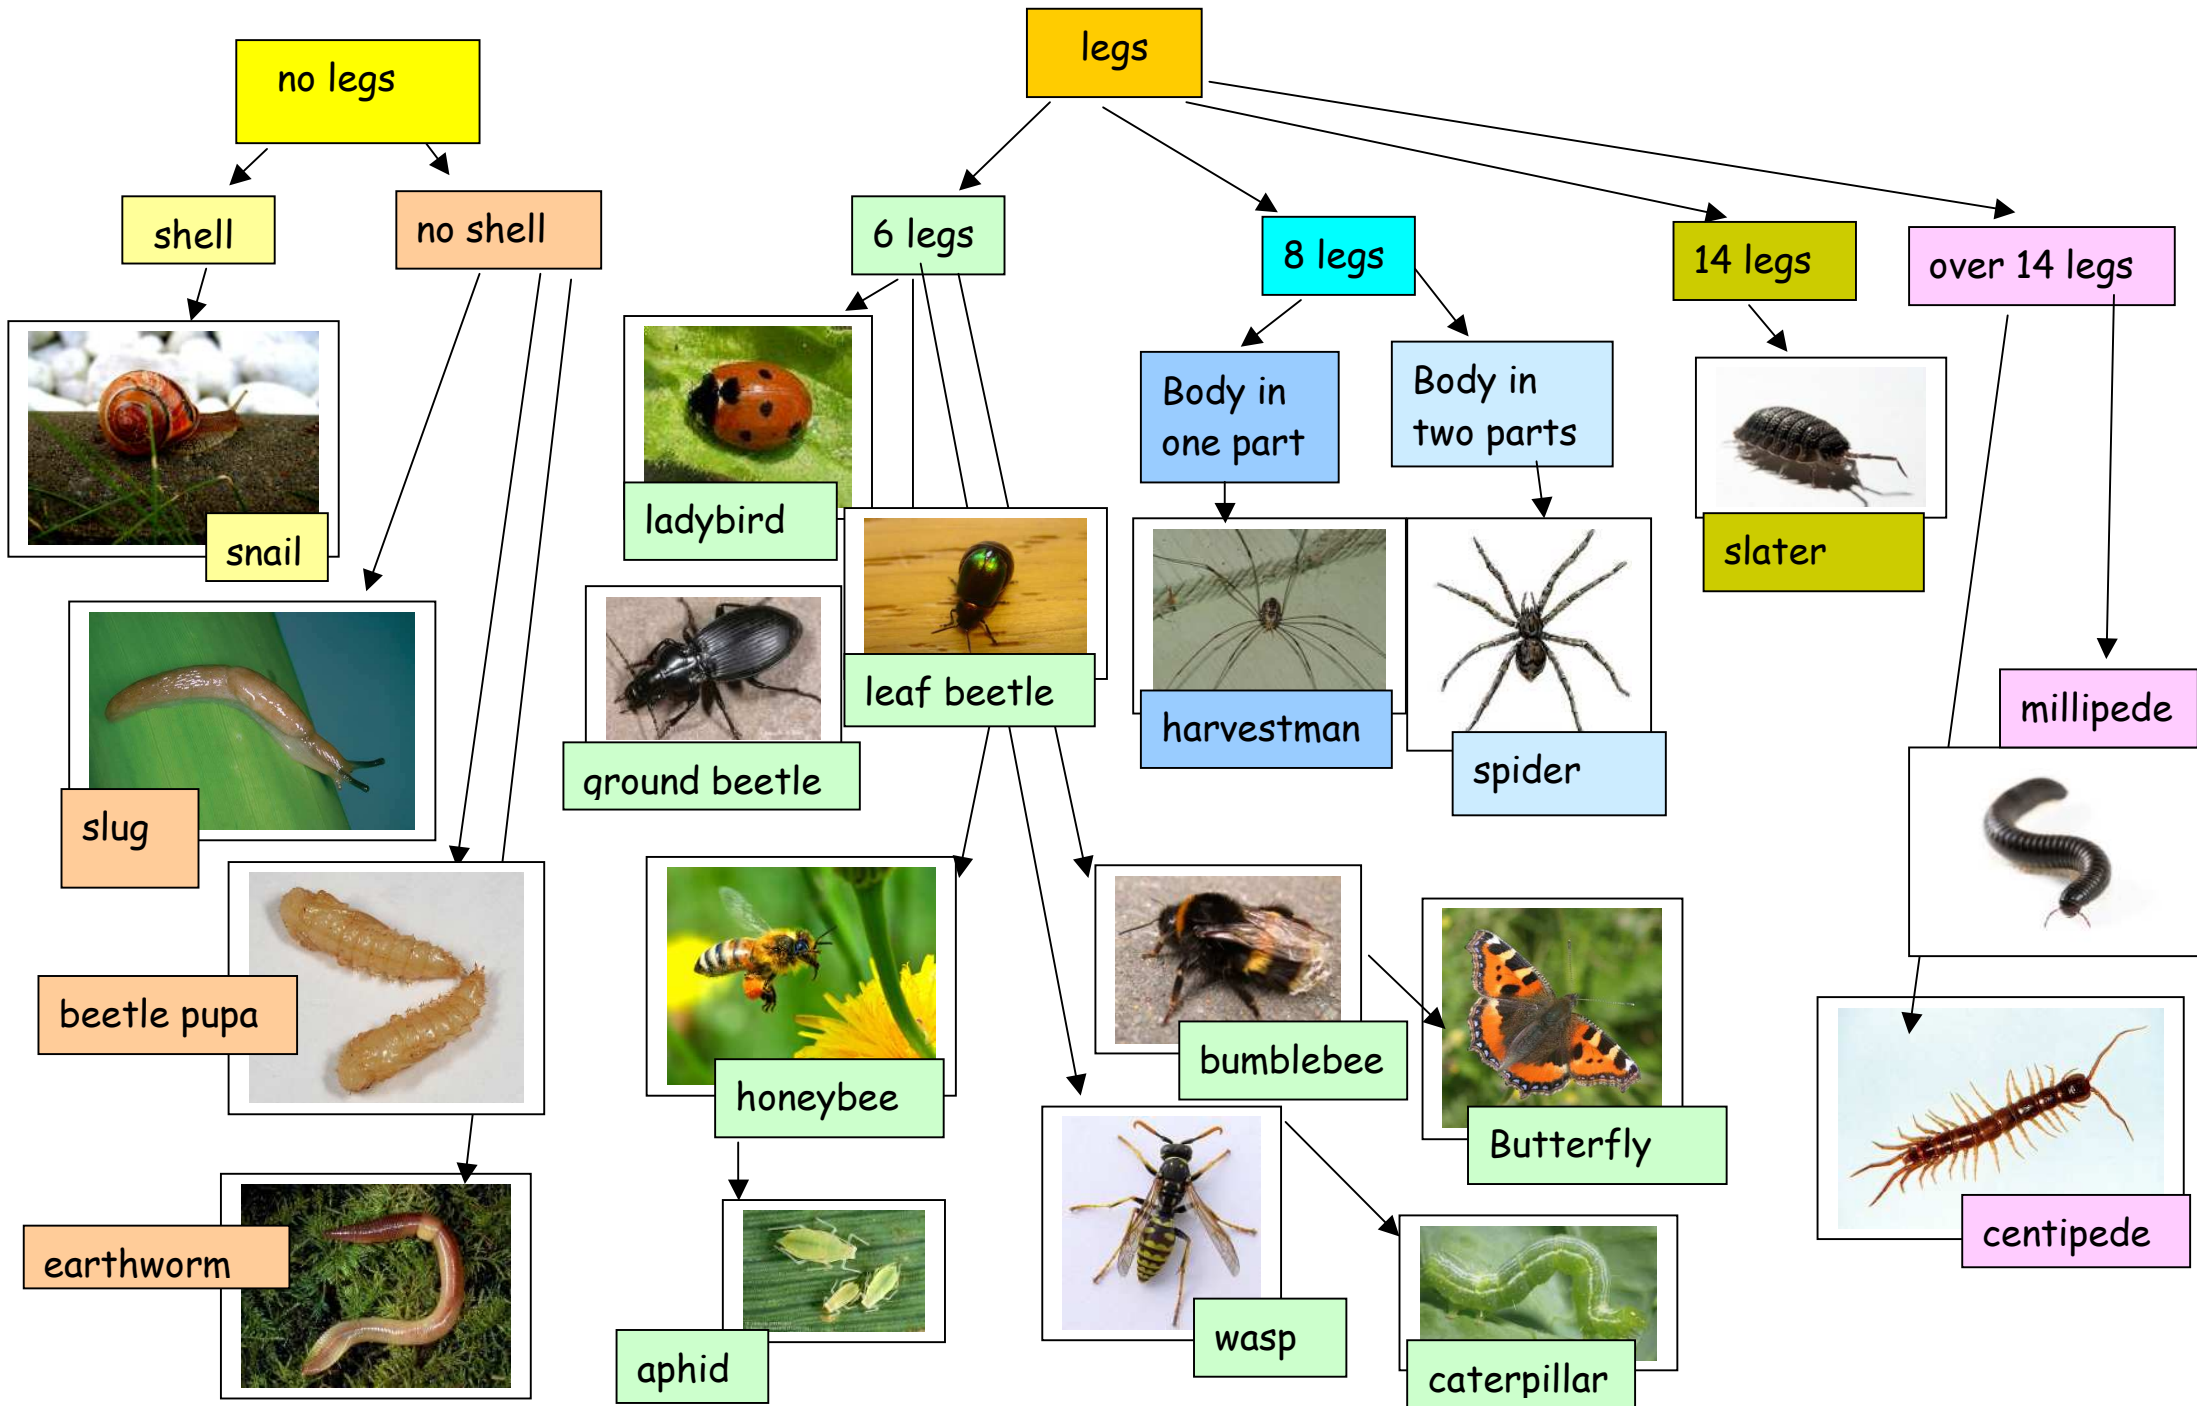 no legs
legs
shell
no shell
6 legs
8 legs
14 legs
over 14 legs
Body in
one part
Body in
two parts
snail
ladybird
leaf beetle
harvestman
spider
slater
millipede
slug
ground beetle
beetle pupa
honeybee
bumblebee
Butterfly
centipede
earthworm
aphid
wasp
caterpillar